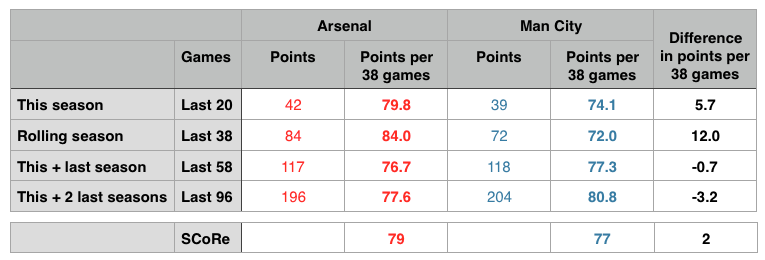 Arsenal Man City Difference in points per 38 games
Games Points Points per 38 games Points Points per 38 games
This season Last 20 42 79.8 39 74.1 5.7
Rolling season Last 38 84 84.0 72 72.0 12.0
This + last season Last 58 117 76.7 118 77.3 -0.7
This + 2 last seasons Last 96 196 77.6 204 80.8 -3.2
SCoRe 79 77 2